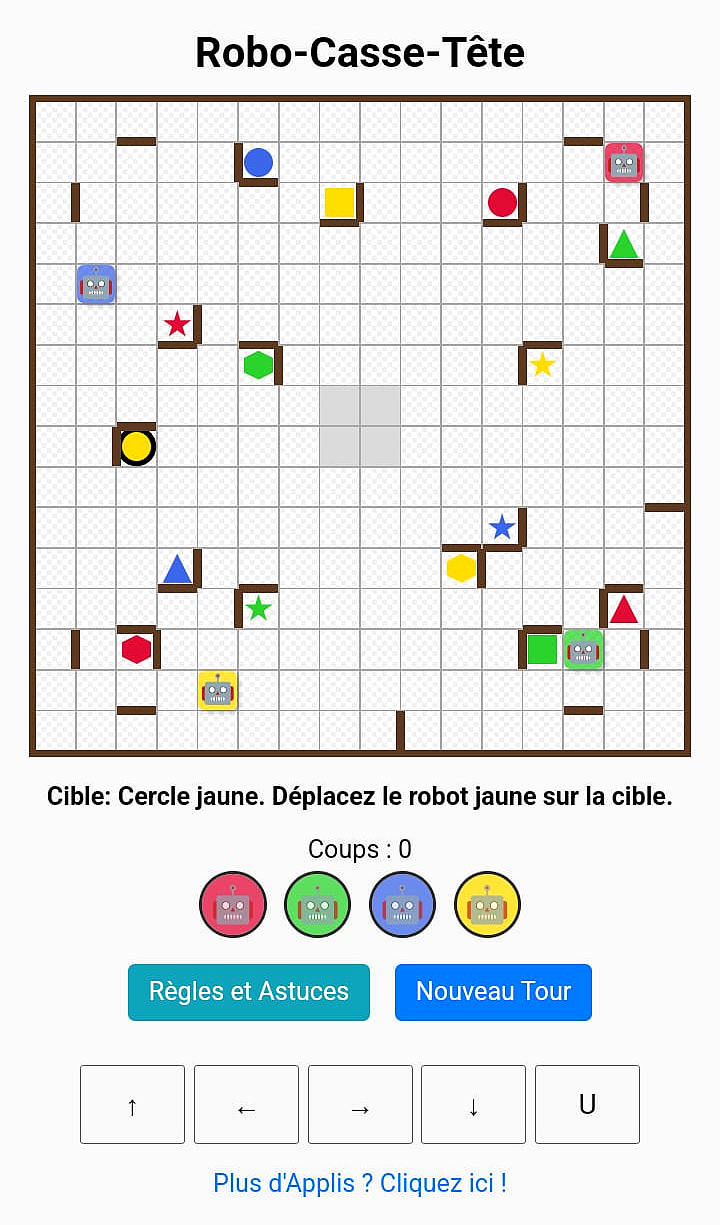 Robo-Casse-Tête
Cible: Cercle jaune. Déplacez le robot jaune sur la cible.
Coups : 0
Règles et Astuces
Nouveau Tour
↑ ← → ↓ U
Plus d'Applis ? Cliquez ici !